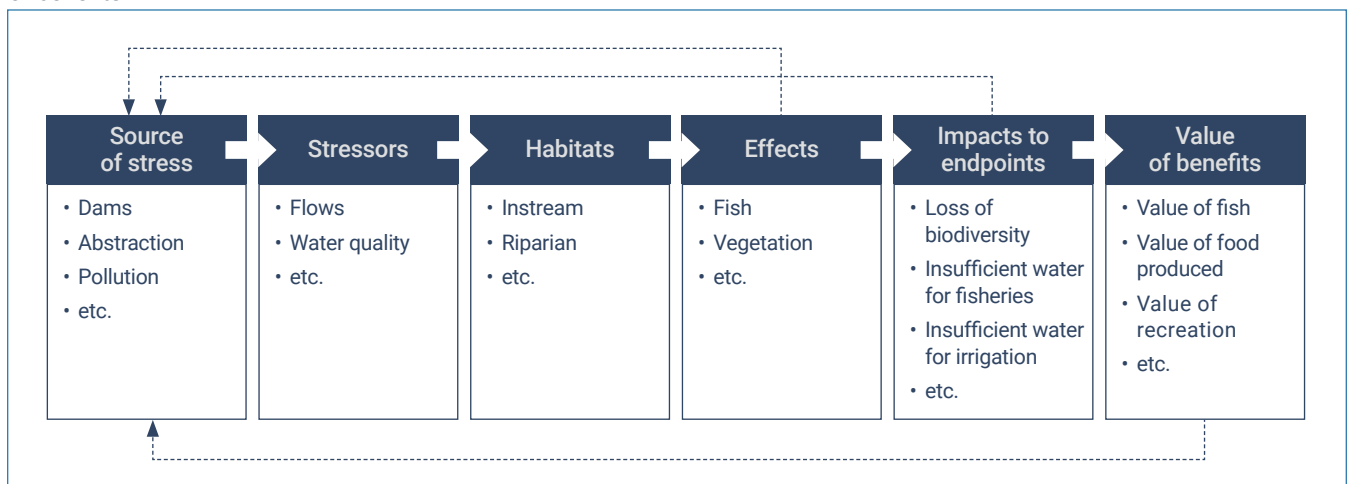 Source
of stress
• Dams
• Abstraction
• Pollution
• etc.
Stressors
• Flows
• Water quality
• etc.
Habitats
• Instream
• Riparian
• etc.
Effects
• Fish
• Vegetation
• etc.
Impacts to
endpoints
• Loss of
biodiversity
• Insufficient water
for fisheries
• Insufficient water
for irrigation
• etc.
Value
of benefits
• Value of fish
• Value of food
produced
• Value of
recreation
• etc.